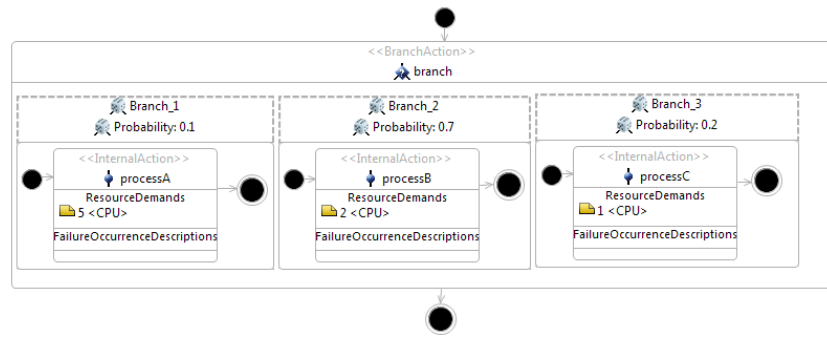 <<BranchAction>>
branch
Branch_1
Probability: 0.1
<<InternalAction>>
processA
ResourceDemands
5 <CPU>
FailureOccurrenceDescriptions
Branch_2
Probability: 0.7
<<InternalAction>>
processB
ResourceDemands
2 <CPU>
FailureOccurrenceDescriptions
Branch_3
Probability: 0.2
<<InternalAction>>
processC
ResourceDemands
1 <CPU>
FailureOccurrenceDescriptions